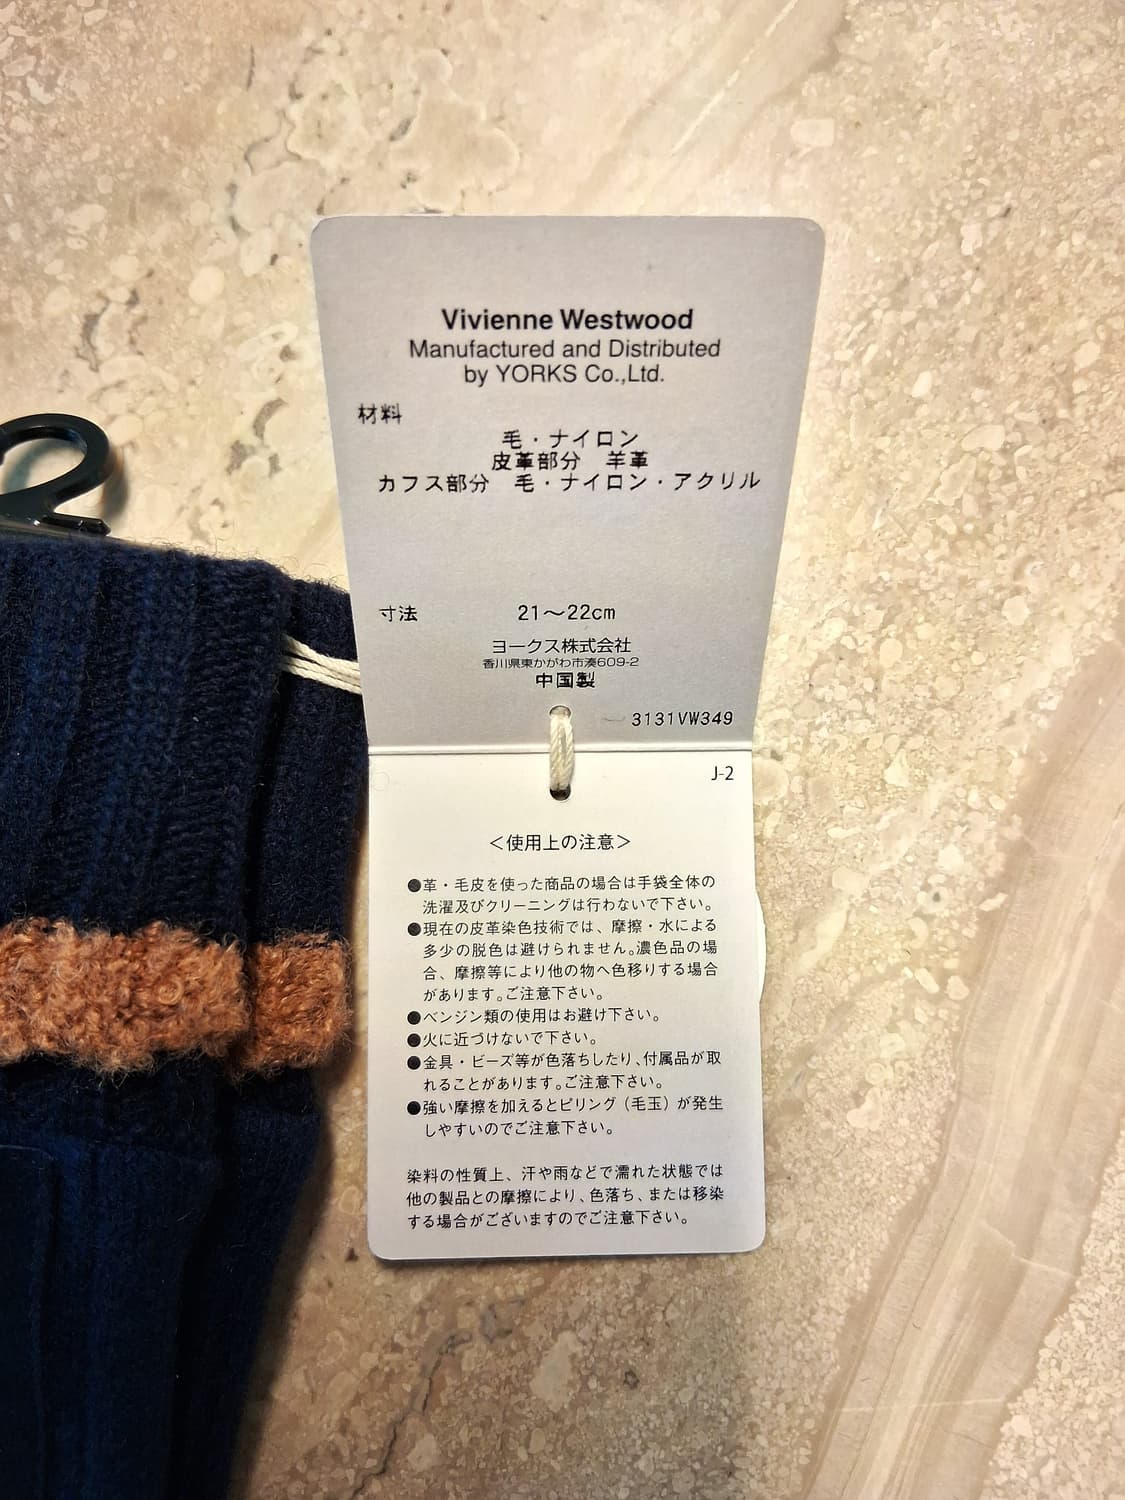 Vivienne Westwood
Manufactured and Distributed
by YORKS Co.,Ltd.
材料
毛・ナイロン
皮革部分　羊革
カフス部分　毛・ナイロン・アクリル
寸法　21〜22cm
ヨークス株式会社
香川県東かがわ市湊609-2
中国製
3131VW349
J-2
＜使用上の注意＞
●革・毛皮を使った商品の場合は手袋全体の
洗濯及びクリーニングは行わないで下さい。
●現在の皮革染色技術では、摩擦・水による
多少の脱色は避けられません。濃色品の場
合、摩擦等により他の物へ色移りする場合
があります。ご注意下さい。
●ベンジン類の使用はお避け下さい。
●火に近づけないで下さい。
●金具・ビーズ等が色落ちしたり、付属品が取
れることがあります。ご注意下さい。
●強い摩擦を加えるとピリング（毛玉）が発生
しやすいのでご注意下さい。
染料の性質上、汗や雨などで濡れた状態では
他の製品との摩擦により、色落ち、または移染
する場合がございますのでご注意下さい。